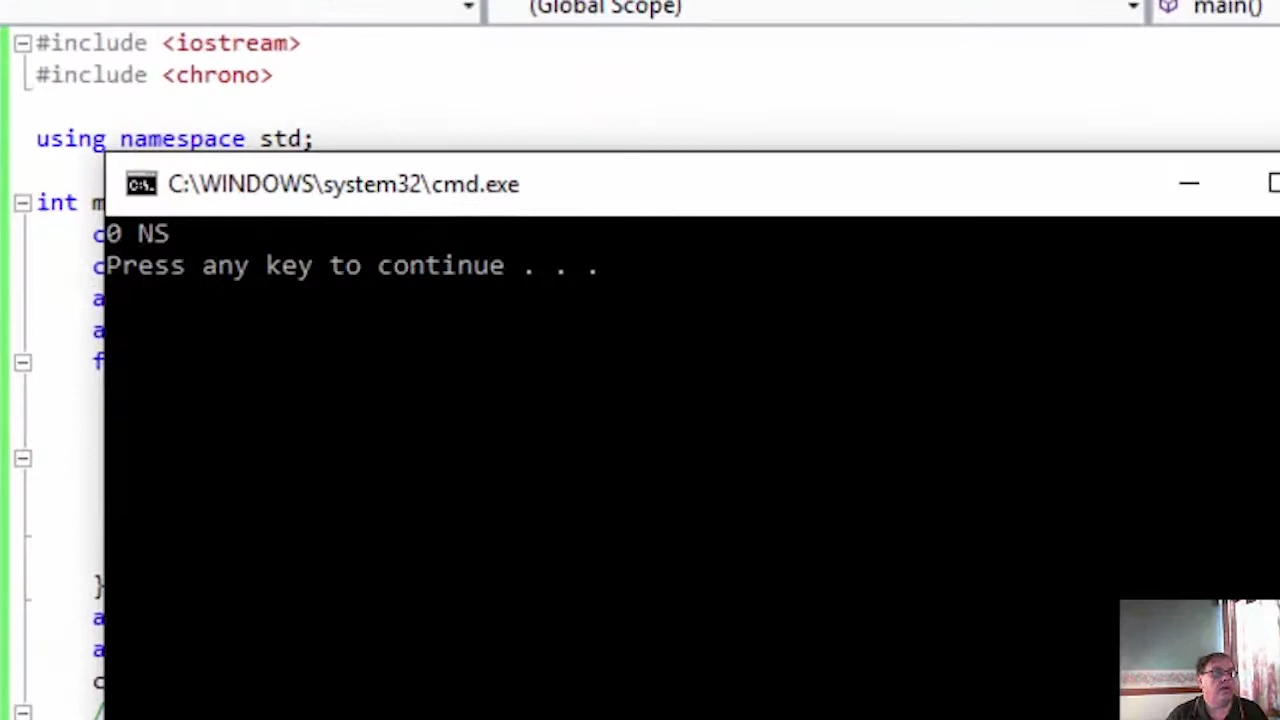 (Global Scope)
main()
#include <iostream>
#include <chrono>
using namespace std;
C:\WINDOWS\system32\cmd.exe
int m
0 NS
Press any key to continue . . .
}